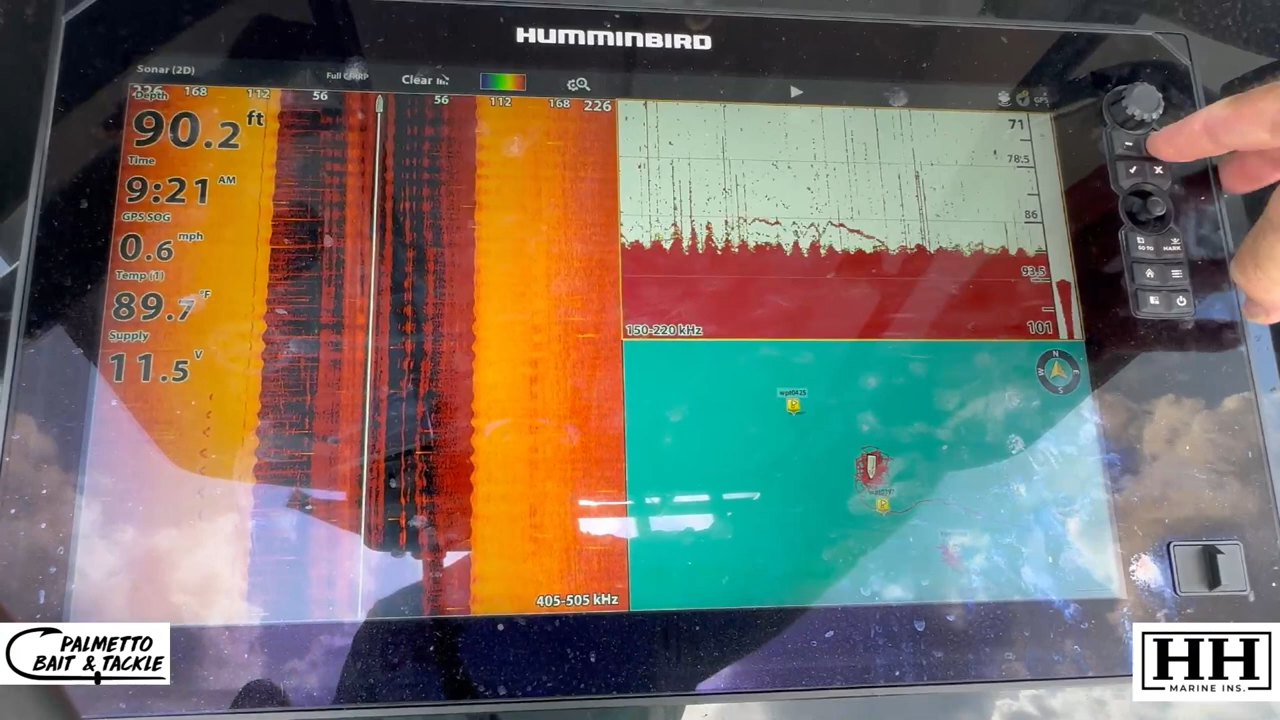 HUMMINBIRD
Sonar (2D)
Full CHIRP
Clear
168 112 56 56 112 168 226
Depth
90.2 ft
Time
9:21 AM
GPS SOG
0.6 mph
Temp (1)
89.7 °F
Supply
11.5 V
405-505 kHz
71
78.5
86
93.5
101
150-220 kHz
N
W
E
S
wpt0425
GPS
GO TO
MARK
PALMETTO
BAIT & TACKLE
HH
MARINE INS.